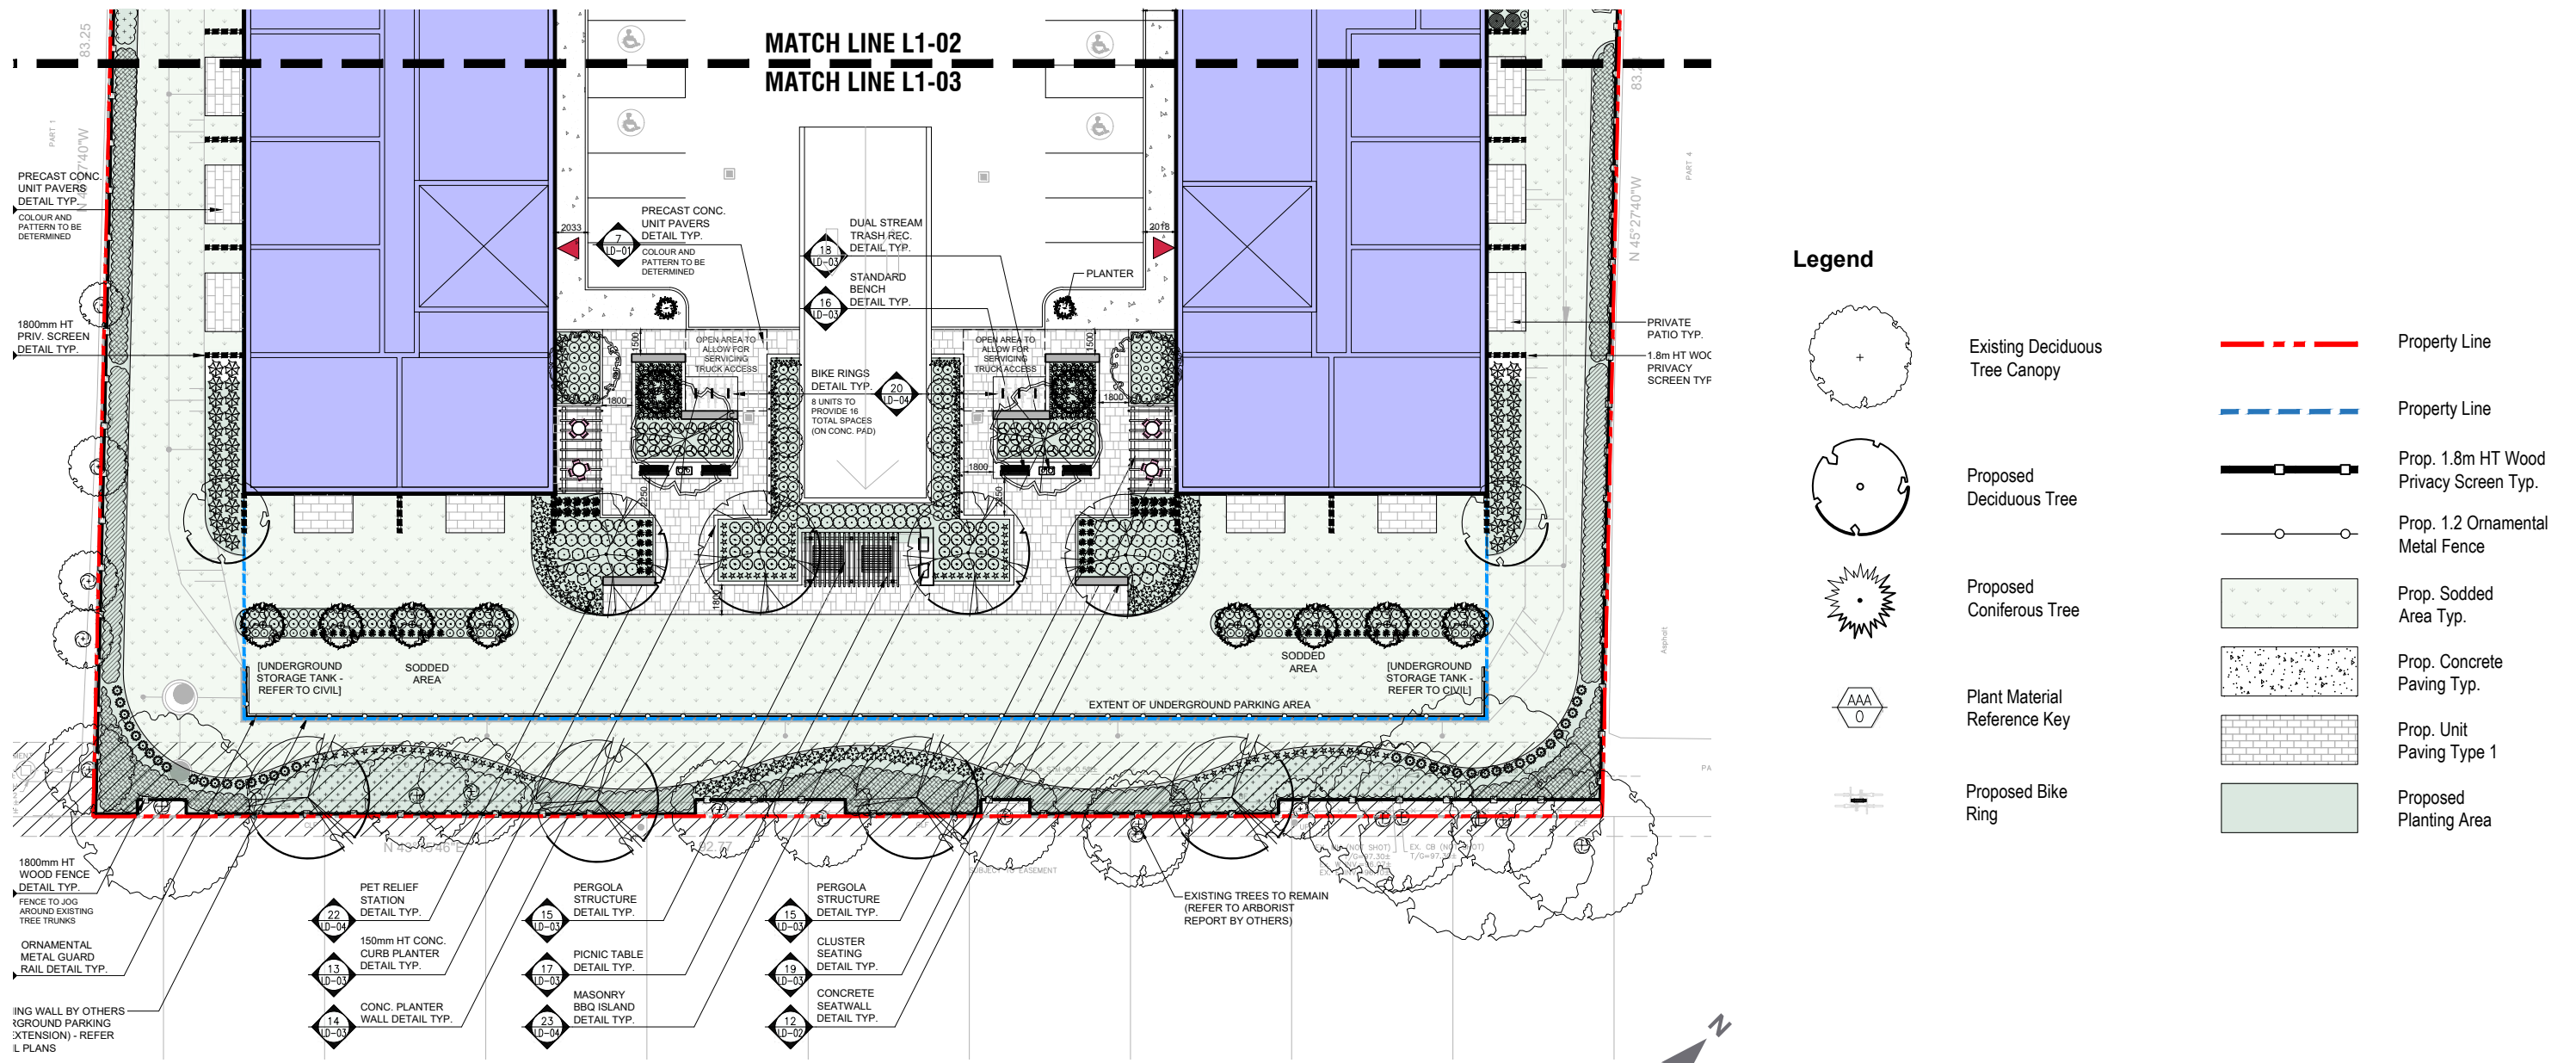 MATCH LINE L1-02
MATCH LINE L1-03
83.25
PART 1
PRECAST CONC.
UNIT PAVERS
DETAIL TYP.
COLOUR AND
PATTERN TO BE
DETERMINED
1800mm HT
PRIV. SCREEN
DETAIL TYP.
2033
7
LD-01
PRECAST CONC.
UNIT PAVERS
DETAIL TYP.
COLOUR AND
PATTERN TO BE
DETERMINED
18
LD-03
DUAL STREAM
TRASH REC.
DETAIL TYP.
16
LD-03
STANDARD
BENCH
DETAIL TYP.
PLANTER
2018
N 45°27'40"W
PART 4
PRIVATE
PATIO TYP.
PRIVACY
OPEN AREA TO
ALLOW FOR
SERVICING
TRUCK ACCESS
1500
1800
BIKE RINGS
DETAIL TYP.
8 UNITS TO
PROVIDE 16
TOTAL SPACES
(ON CONC. PAD)
20
LD-04
OPEN AREA TO
ALLOW FOR
SERVICING
TRUCK ACCESS
1500
1800
1800
2250
2250
1800
[UNDERGROUND
STORAGE TANK -
REFER TO CIVIL]
SODDED
AREA
SODDED
AREA
[UNDERGROUND
STORAGE TANK -
REFER TO CIVIL]
EXTENT OF UNDERGROUND PARKING AREA
Asphalt
92.77
SUBJECT TO EASEMENT
EX. CB (NOT SHOT)
1800mm HT
WOOD FENCE
DETAIL TYP.
FENCE TO JOG
AROUND EXISTING
TREE TRUNKS
ORNAMENTAL
METAL GUARD
RAIL DETAIL TYP.
WALL BY OTHERS
PARKING
- REFER
PLANS
22
LD-04
PET RELIEF
STATION
DETAIL TYP.
13
LD-03
150mm HT CONC.
CURB PLANTER
DETAIL TYP.
14
LD-03
CONC. PLANTER
WALL DETAIL TYP.
15
LD-03
PERGOLA
STRUCTURE
DETAIL TYP.
17
LD-03
PICNIC TABLE
DETAIL TYP.
23
LD-04
MASONRY
BBQ ISLAND
DETAIL TYP.
15
LD-03
PERGOLA
STRUCTURE
DETAIL TYP.
19
LD-03
CLUSTER
SEATING
DETAIL TYP.
12
LD-02
CONCRETE
SEATWALL
DETAIL TYP.
EXISTING TREES TO REMAIN
(REFER TO ARBORIST
REPORT BY OTHERS)
N
Legend
Existing Deciduous
Tree Canopy
Proposed
Deciduous Tree
Proposed
Coniferous Tree
AAA
0
Plant Material
Reference Key
Proposed Bike
Ring
Property Line
Property Line
Prop. 1.8m HT Wood
Privacy Screen Typ.
Prop. 1.2 Ornamental
Metal Fence
Prop. Sodded
Area Typ.
Prop. Concrete
Paving Typ.
Prop. Unit
Paving Type 1
Proposed
Planting Area